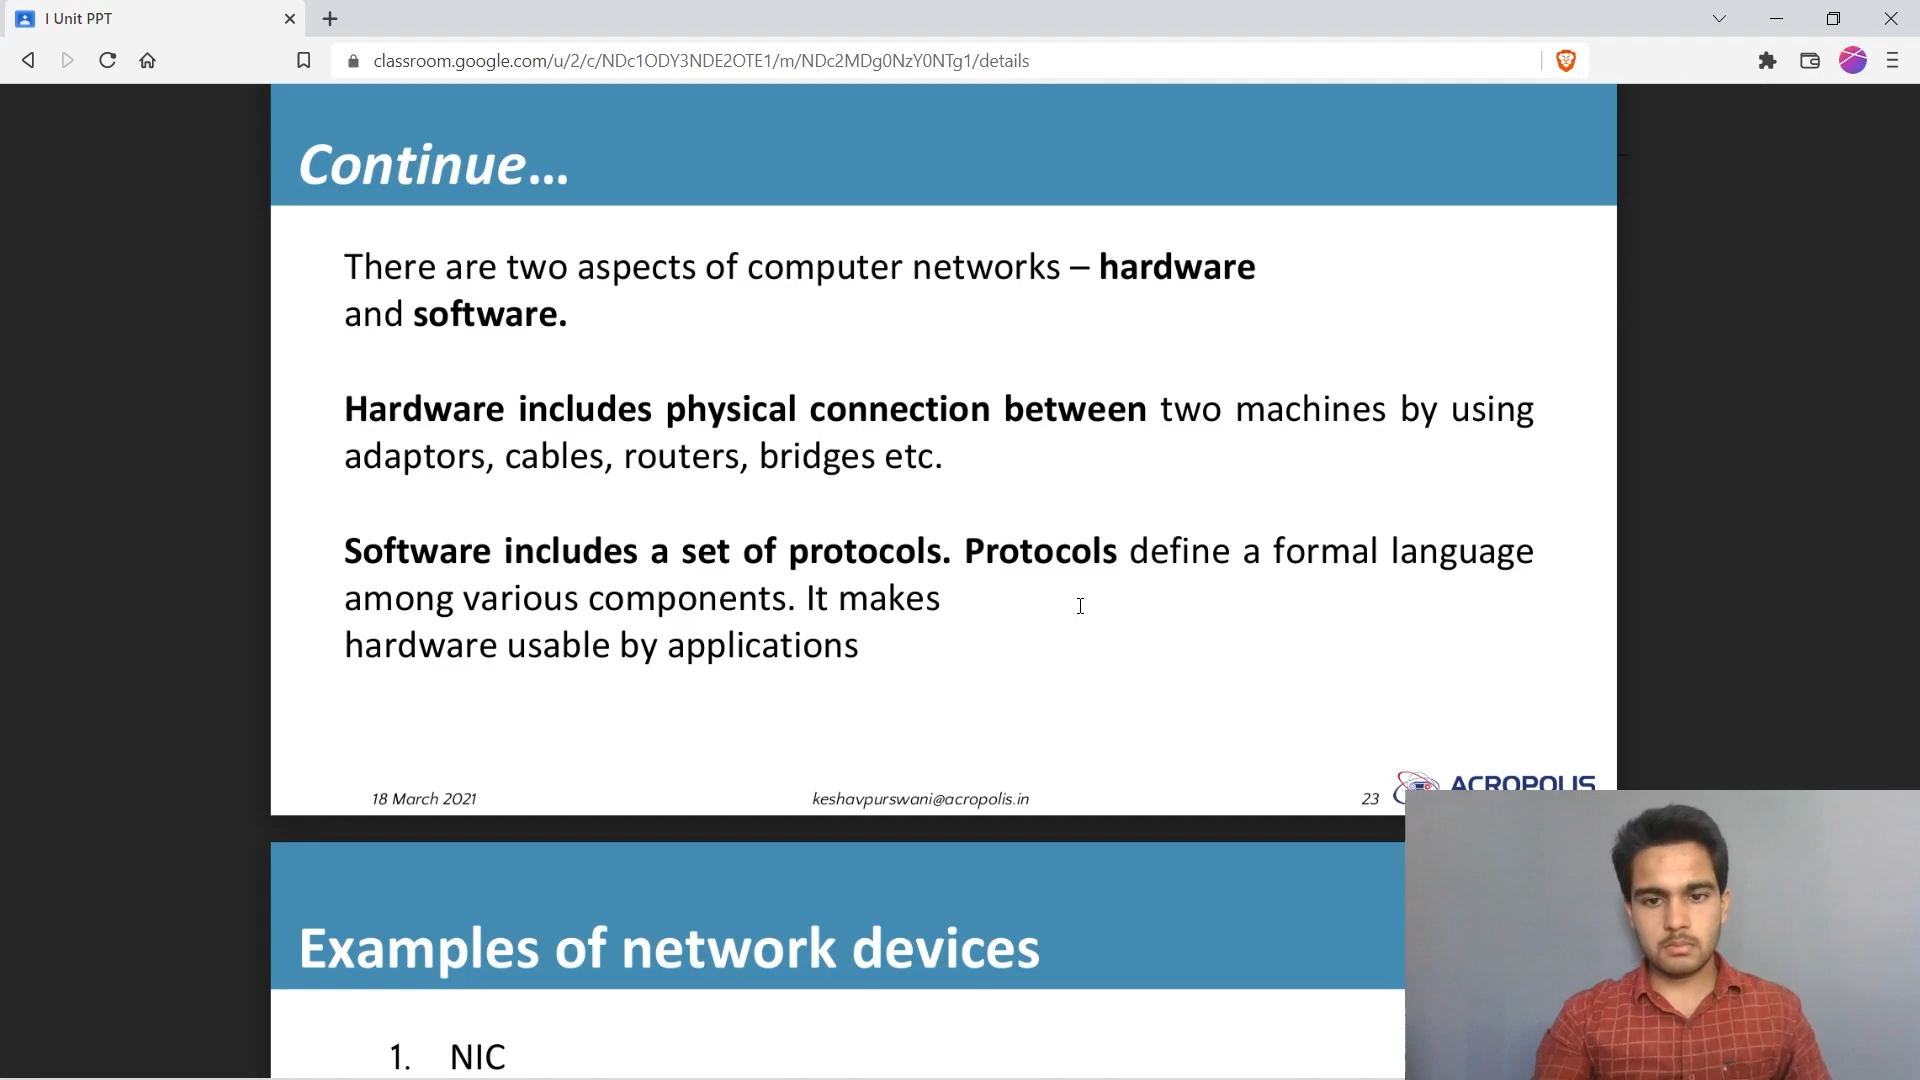 I Unit PPT
classroom.google.com/u/2/c/NDc1ODY3NDE2OTE1/m/NDc2MDg0NzY0NTg1/details
Continue...
There are two aspects of computer networks – hardware
and software.
Hardware includes physical connection between two machines by using
adaptors, cables, routers, bridges etc.
Software includes a set of protocols. Protocols define a formal language
among various components. It makes
hardware usable by applications
18 March 2021
keshavpurswani@acropolis.in
23
ACROPOLIS
Examples of network devices
1. NIC